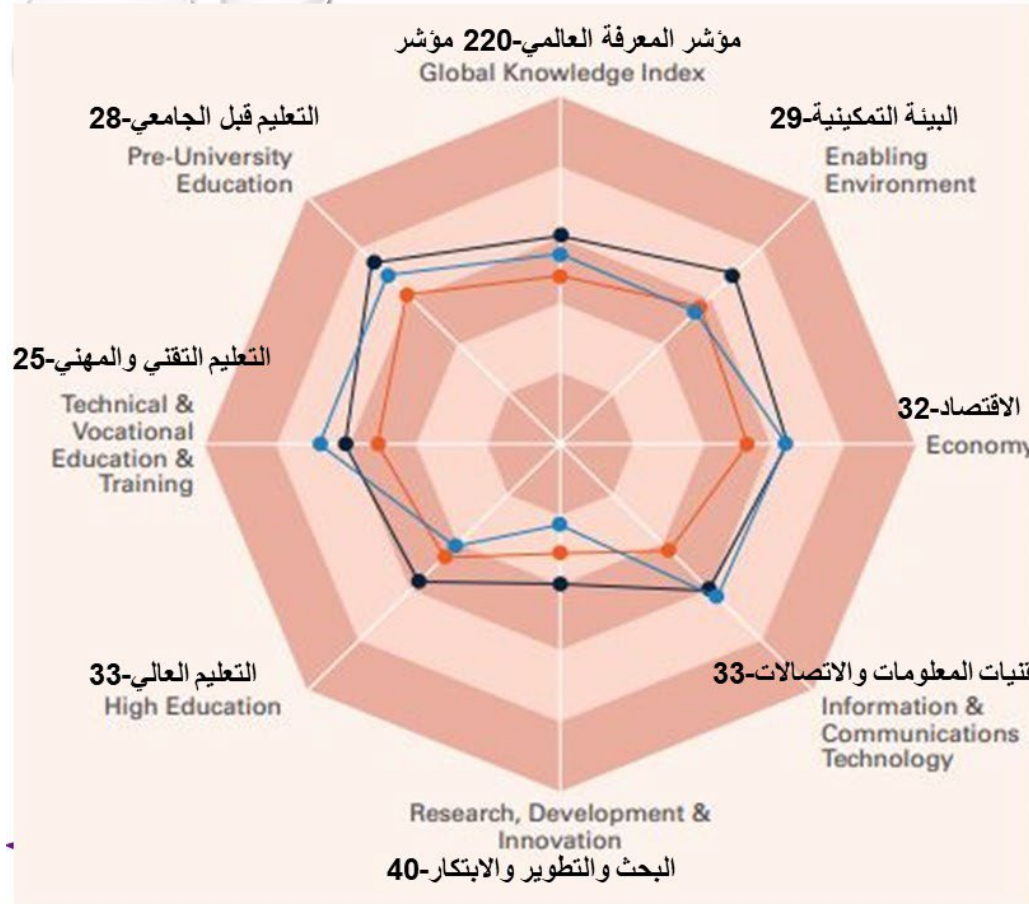 مؤشر المعرفة العالمي-220 مؤشر
Global Knowledge Index
التعليم قبل الجامعي-28
Pre-University
Education
البيئة التمكينية-29
Enabling
Environment
التعليم التقني والمهني-25
Technical &
Vocational
Education &
Training
الاقتصاد-32
Economy
التعليم العالي-33
High Education
قنيات المعلومات والاتصالات-33
Information &
Communications
Technology
Research, Development &
Innovation
البحث والتطوير والابتكار-40